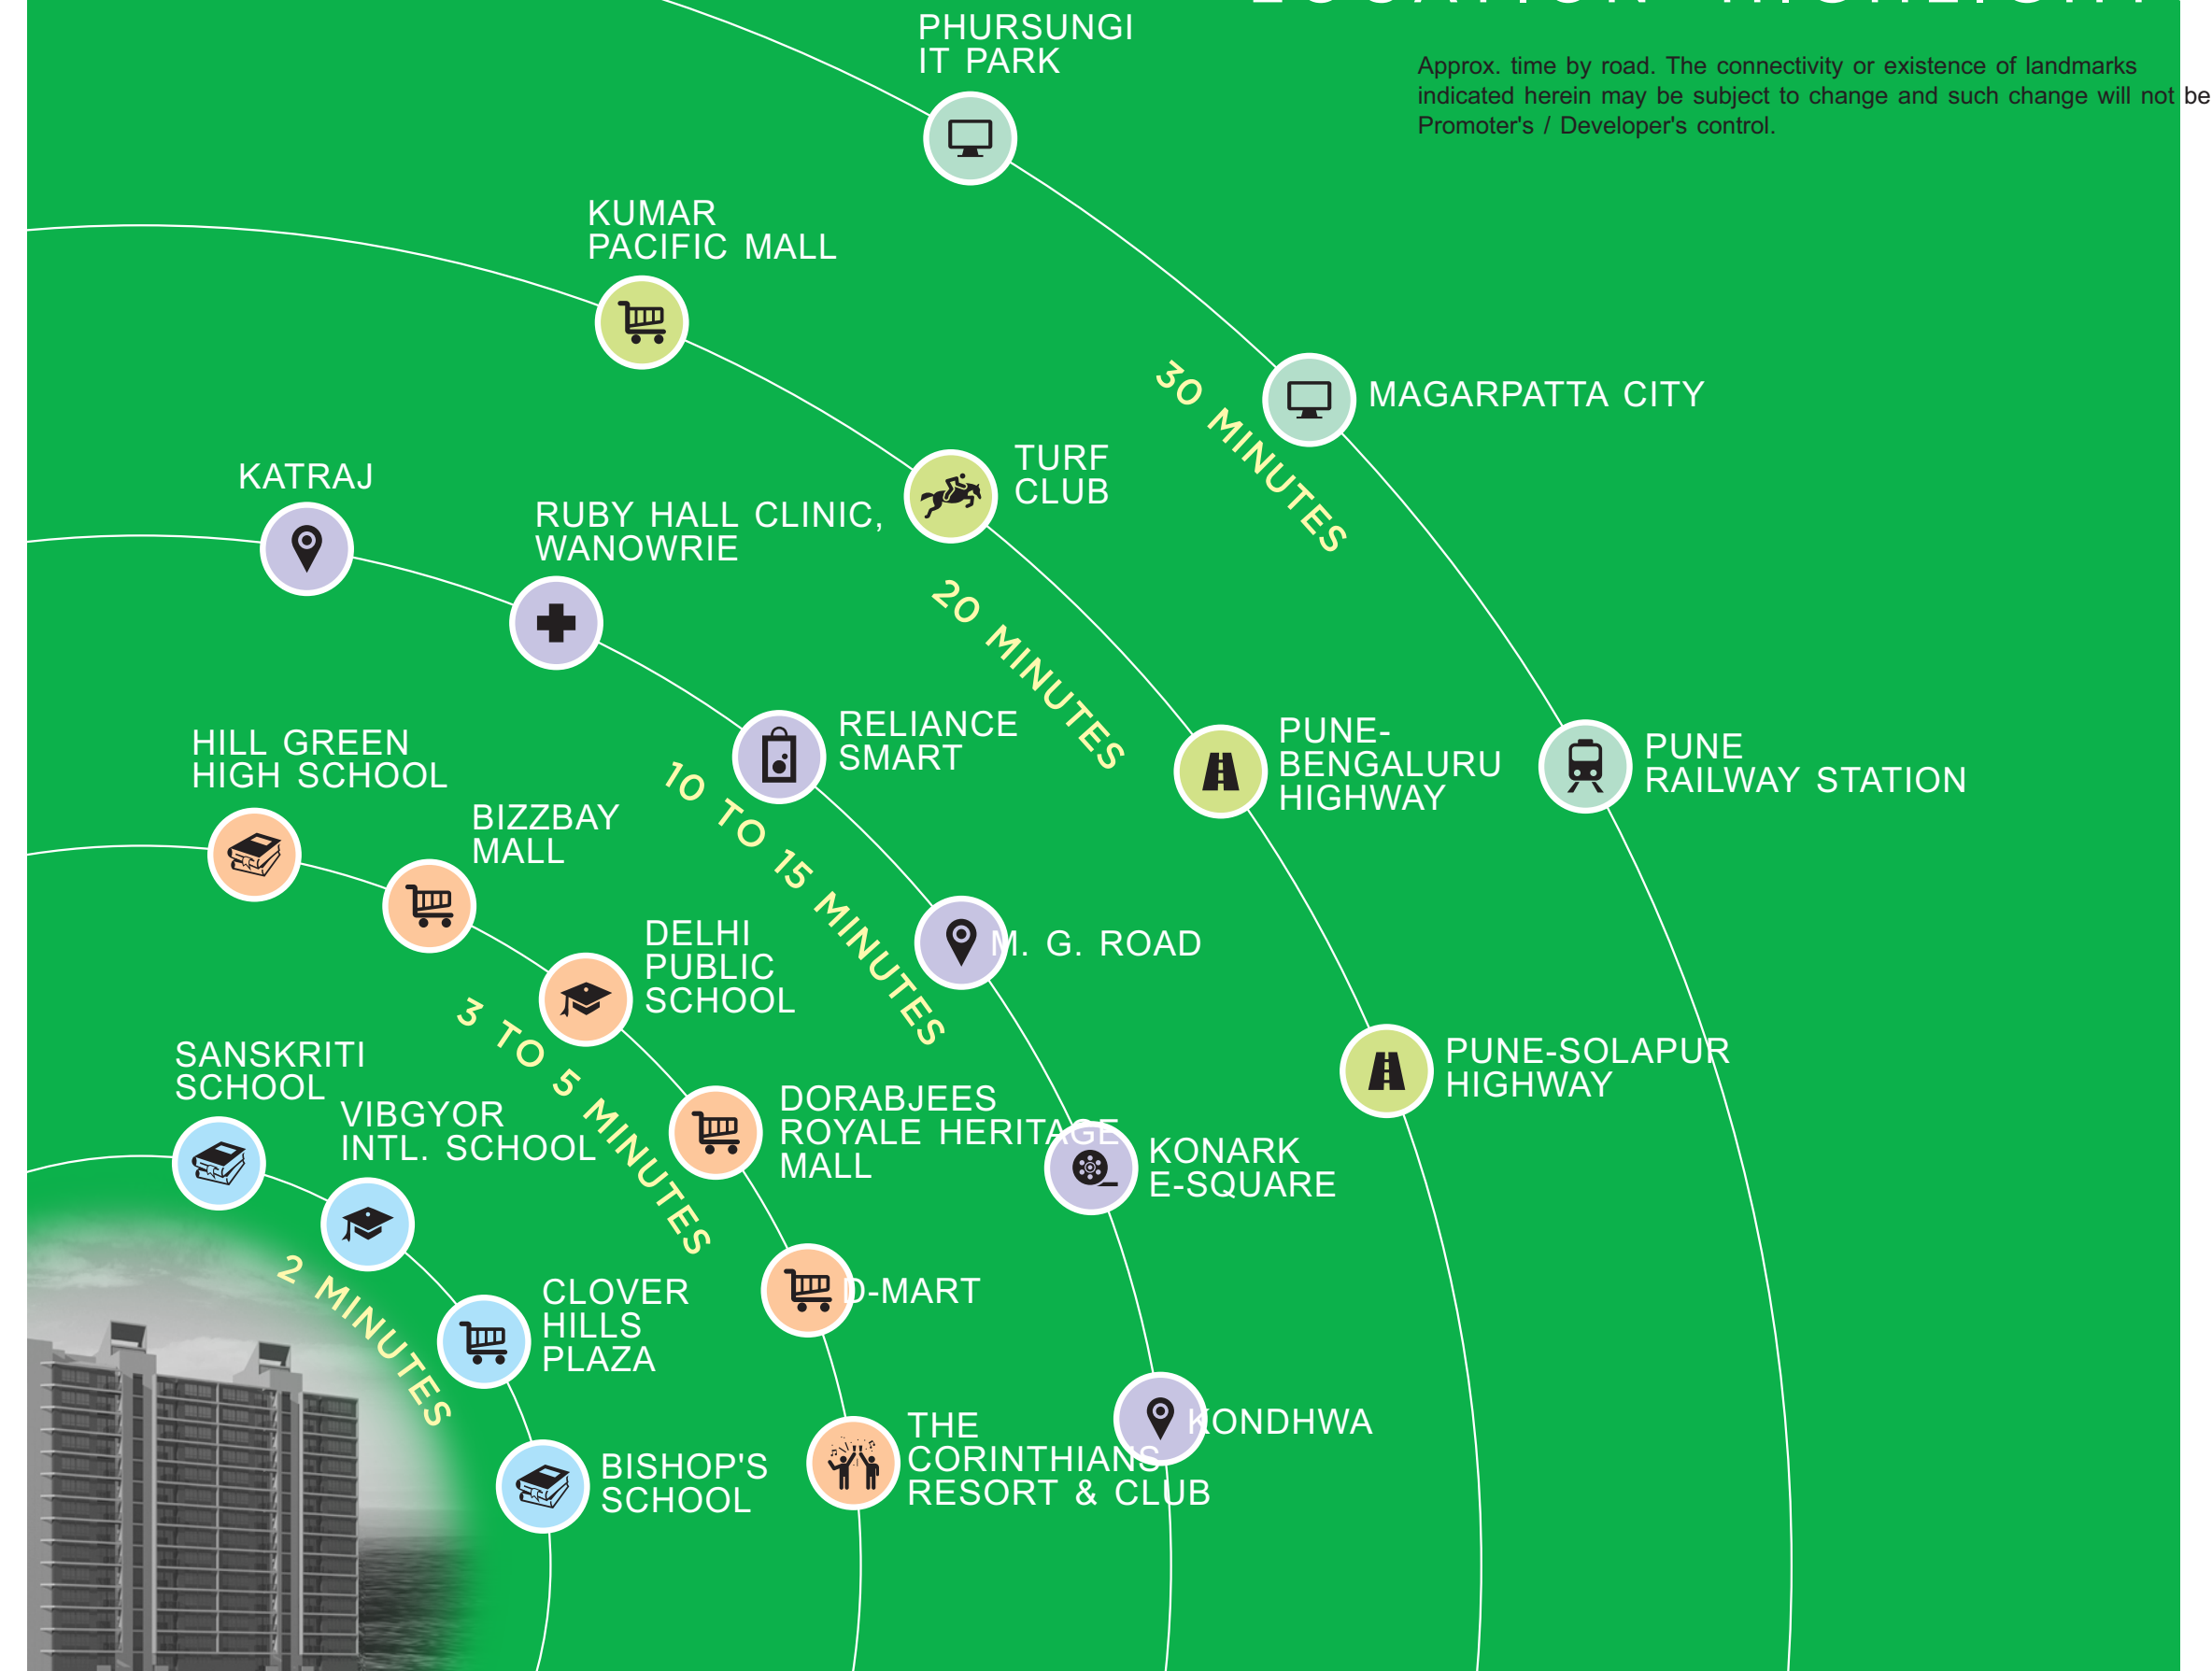 LOCATION HIGHLIGHT
Approx. time by road. The connectivity or existence of landmarks
indicated herein may be subject to change and such change will not be
Promoter's / Developer's control.
PHURSUNGI
IT PARK
MAGARPATTA CITY
PUNE
RAILWAY STATION
30 MINUTES
KUMAR
PACIFIC MALL
TURF
CLUB
PUNE-
BENGALURU
HIGHWAY
PUNE-SOLAPUR
HIGHWAY
20 MINUTES
KATRAJ
RUBY HALL CLINIC,
WANOWRIE
RELIANCE
SMART
M. G. ROAD
KONARK
E-SQUARE
KONDHWA
10 TO 15 MINUTES
HILL GREEN
HIGH SCHOOL
BIZZBAY
MALL
DELHI
PUBLIC
SCHOOL
DORABJEES
ROYALE HERITAGE
MALL
D-MART
THE
CORINTHIANS
RESORT & CLUB
3 TO 5 MINUTES
SANSKRITI
SCHOOL
VIBGYOR
INTL. SCHOOL
CLOVER
HILLS
PLAZA
BISHOP'S
SCHOOL
2 MINUTES